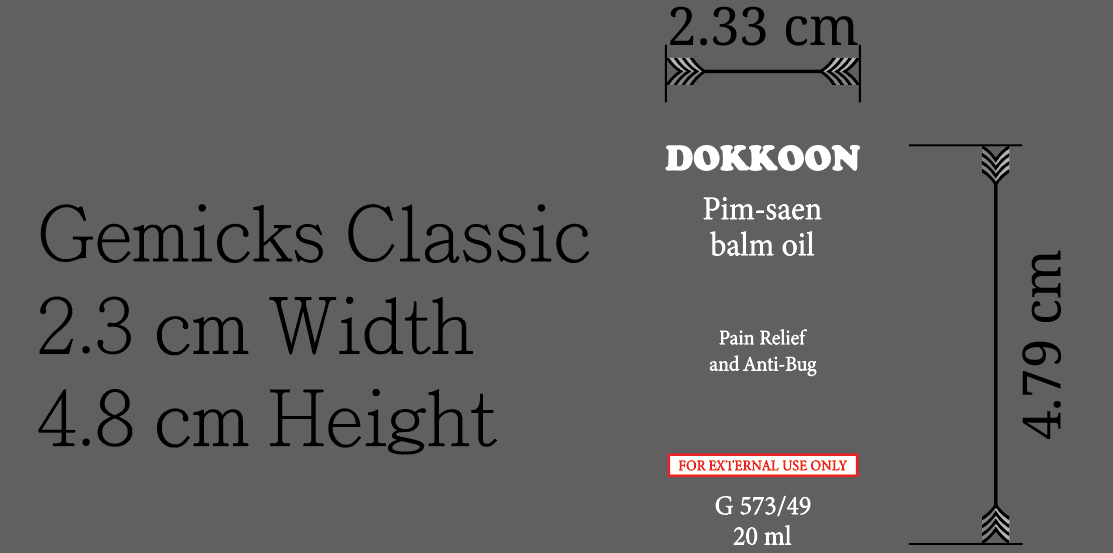 Gemicks Classic
2.3 cm Width
4.8 cm Height
2.33 cm
DOKKOON
Pim-saen
balm oil
Pain Relief
and Anti-Bug
FOR EXTERNAL USE ONLY
G 573/49
20 ml
4.79 cm